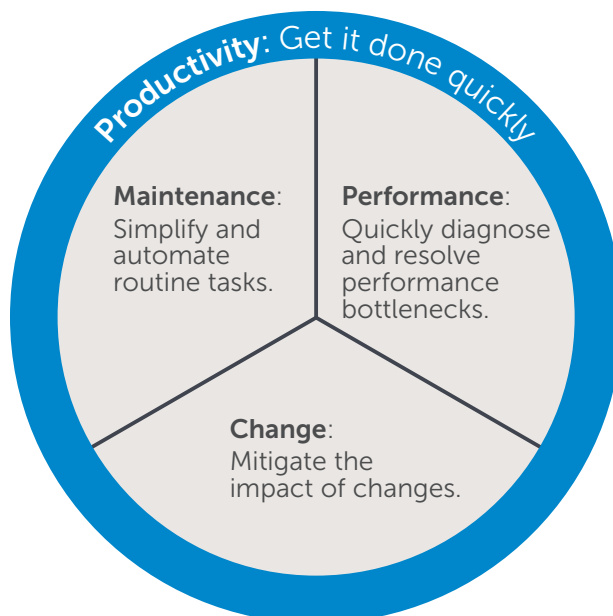 Productivity: Get it done quickly
Maintenance:
Simplify and
automate
routine tasks.
Performance:
Quickly diagnose
and resolve
performance
bottlenecks.
Change:
Mitigate the
impact of changes.